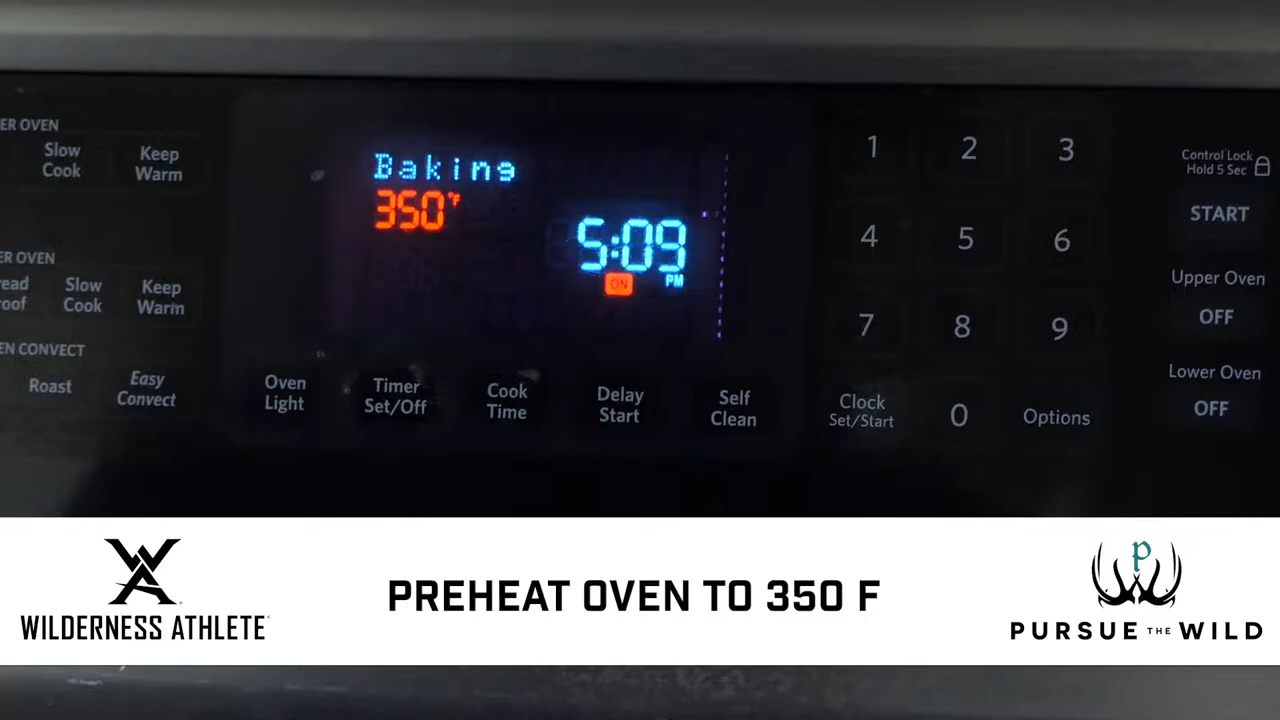 ER OVEN
Slow
Cook
Keep
Warm
ER OVEN
ead
oof
Slow
Cook
Keep
Warm
EN CONVECT
Roast
Easy
Convect
Baking
350°F
5:09
ON
PM
Oven
Light
Timer
Set/Off
Cook
Time
Delay
Start
Self
Clean
1
2
3
4
5
6
7
8
9
Clock
Set/Start
0
Options
Control Lock
Hold 5 Sec
START
Upper Oven
OFF
Lower Oven
OFF
WILDERNESS ATHLETE
PREHEAT OVEN TO 350 F
P
PURSUE THE WILD